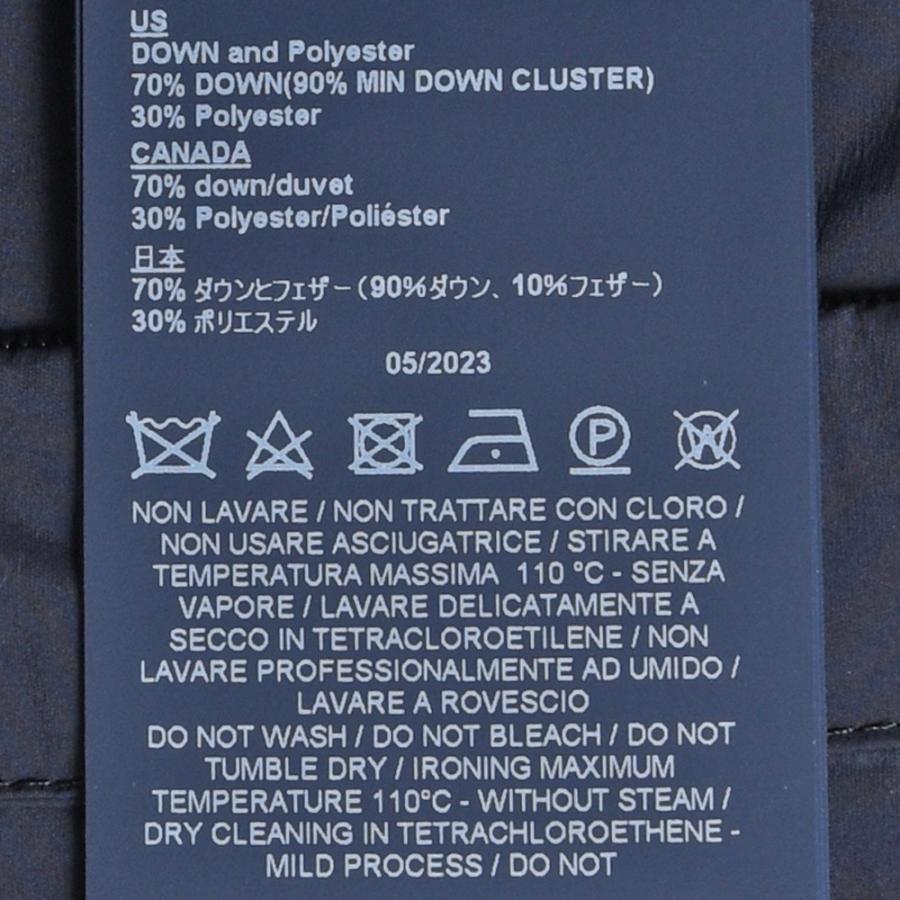 US
DOWN and Polyester
70% DOWN(90% MIN DOWN CLUSTER)
30% Polyester
CANADA
70% down/duvet
30% Polyester/Poliéster
日本
70% ダウンとフェザー（90%ダウン、10%フェザー）
30% ポリエステル
05/2023
P W
NON LAVARE / NON TRATTARE CON CLORO /
NON USARE ASCIUGATRICE / STIRARE A
TEMPERATURA MASSIMA 110 °C - SENZA
VAPORE / LAVARE DELICATAMENTE A
SECCO IN TETRACLOROETILENE / NON
LAVARE PROFESSIONALMENTE AD UMIDO /
LAVARE A ROVESCIO
DO NOT WASH / DO NOT BLEACH / DO NOT
TUMBLE DRY / IRONING MAXIMUM
TEMPERATURE 110°C - WITHOUT STEAM /
DRY CLEANING IN TETRACHLOROETHENE -
MILD PROCESS / DO NOT